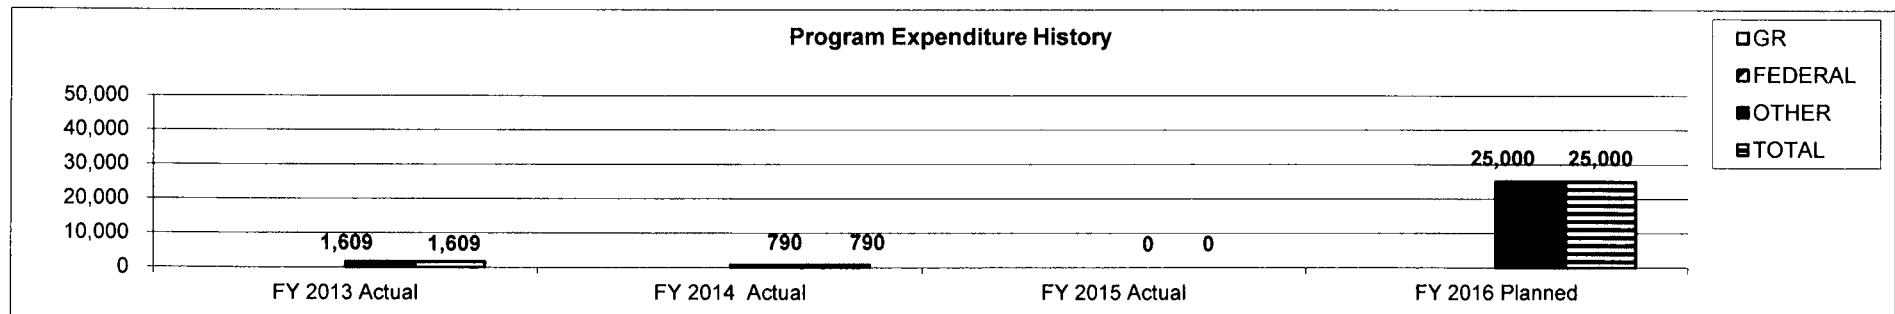 Program Expenditure History
GR
FEDERAL
OTHER
TOTAL
50,000
40,000
30,000
20,000
10,000
0
1,609 1,609
790 790
0 0
25,000 25,000
FY 2013 Actual
FY 2014 Actual
FY 2015 Actual
FY 2016 Planned